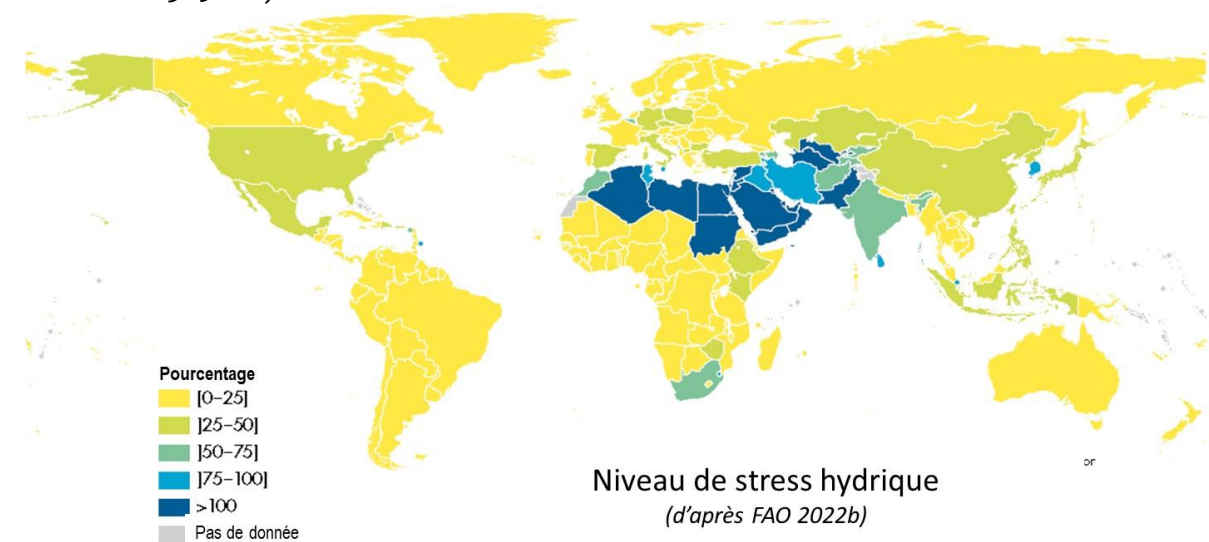 Pourcentage
]0–25]
]25–50]
]50–75]
]75–100]
>100
Pas de donnée
Niveau de stress hydrique
(d'après FAO 2022b)
or